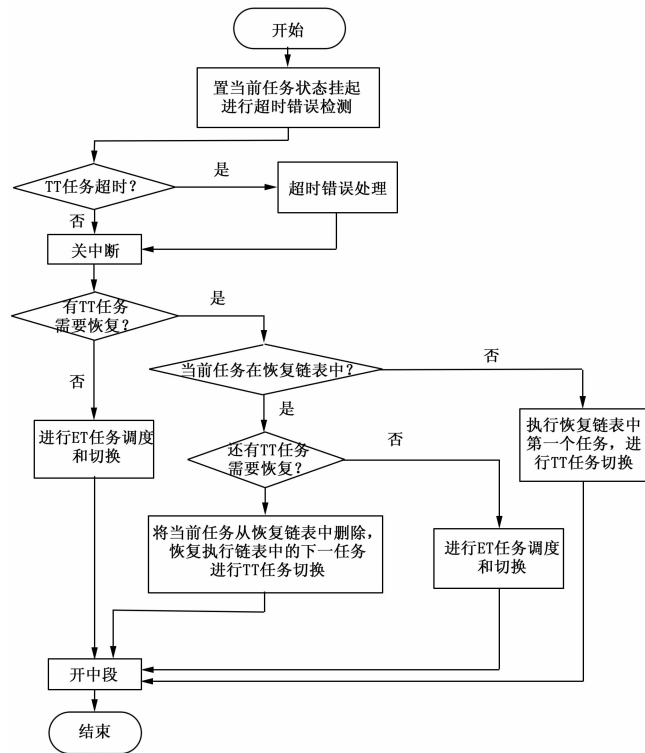 开始
置当前任务状态挂起
进行超时错误检测
TT任务超时？
是
超时错误处理
否
关中断
有TT任务
需要恢复？
是
当前任务在恢复链表中？
否
否
是
进行ET任务调度
和切换
还有TT任务
需要恢复？
否
执行恢复链表中
第一个任务，进
行TT任务切换
将当前任务从恢复链表中删除，
恢复执行链表中的下一任务
进行TT任务切换
进行ET任务调度
和切换
开中段
结束